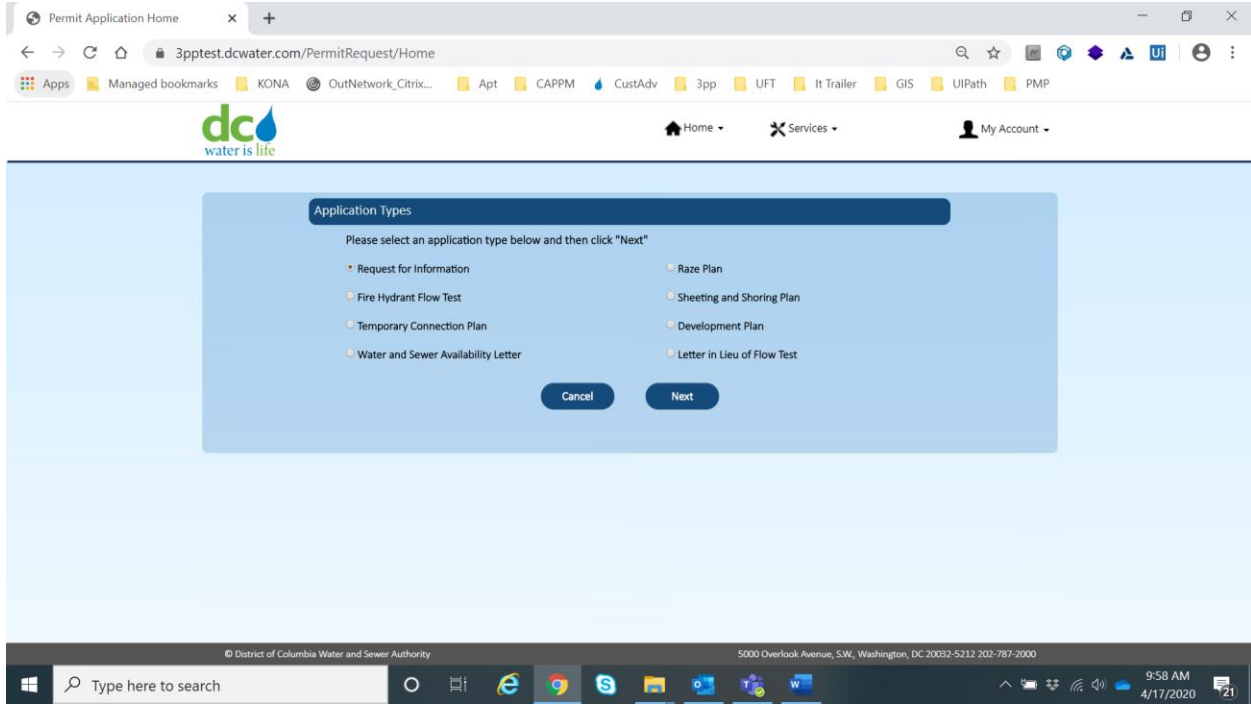 Permit Application Home
3pptest.dcwater.com/PermitRequest/Home
Apps Managed bookmarks KONA OutNetwork_Citrix... Apt CAPPM CustAdv 3pp UFT It Trailer GIS UIPath PMP
Ui
dc
water is life
Home Services My Account
Application Types
Please select an application type below and then click "Next"
Request for Information Raze Plan
Fire Hydrant Flow Test Sheeting and Shoring Plan
Temporary Connection Plan Development Plan
Water and Sewer Availability Letter Letter in Lieu of Flow Test
Cancel Next
© District of Columbia Water and Sewer Authority 5000 Overlook Avenue, S.W., Washington, DC 20032-5212 202-787-2000
Type here to search
9:58 AM
4/17/2020
21